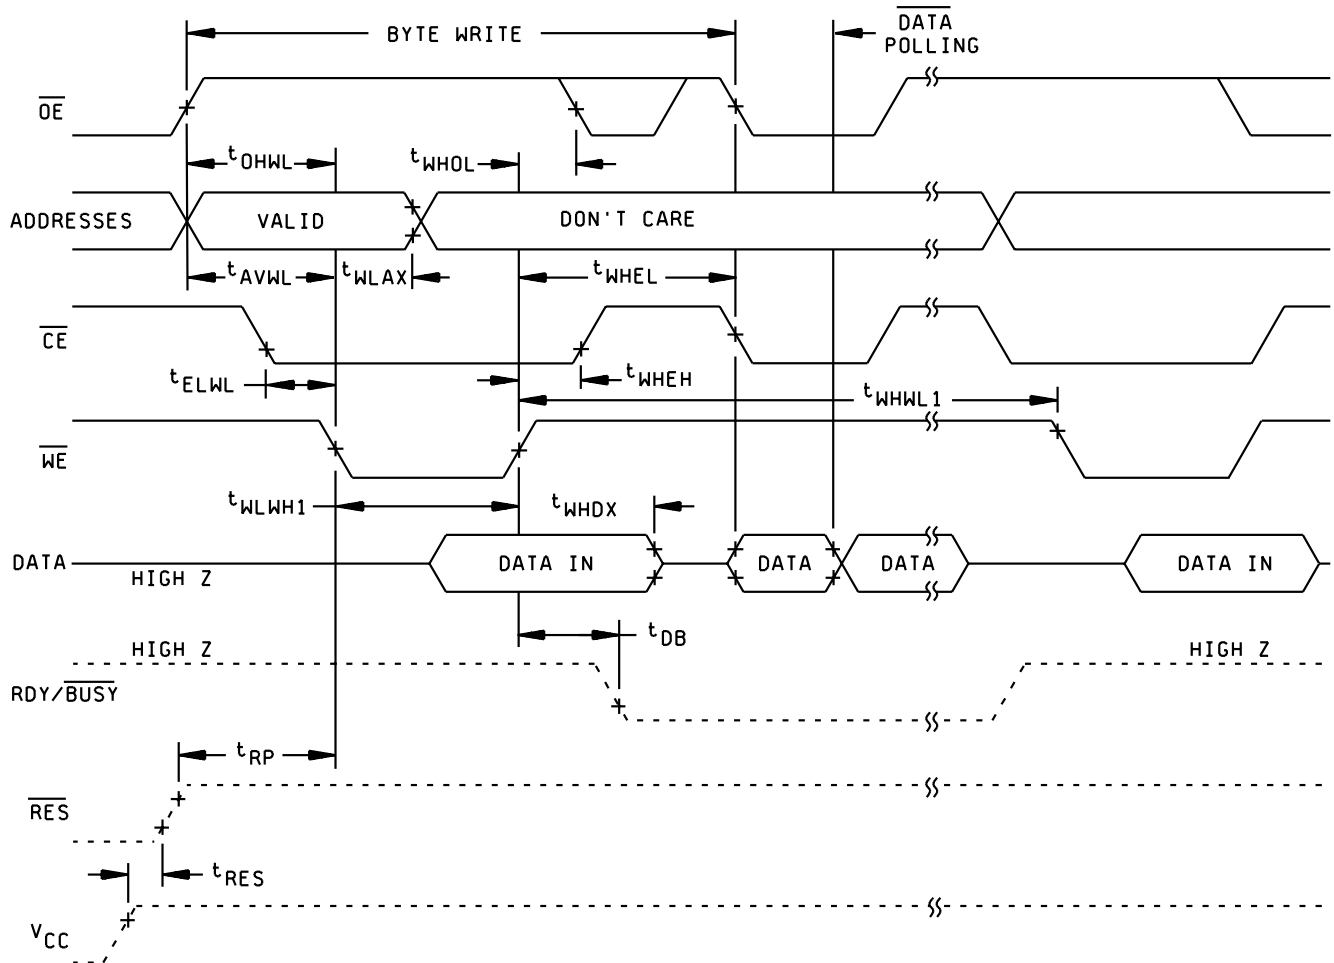 BYTE WRITE
DATA
POLLING
OE
tOHWL
tWHOL
ADDRESSES
VALID
DON'T CARE
tAVWL
tWLAX
tWHEL
CE
tELWL
tWHEH
tWHWL1
WE
tWLWH1
tWHDX
DATA
HIGH Z
DATA IN
DATA
DATA
DATA IN
tDB
HIGH Z
HIGH Z
RDY/BUSY
tRP
RES
tRES
VCC